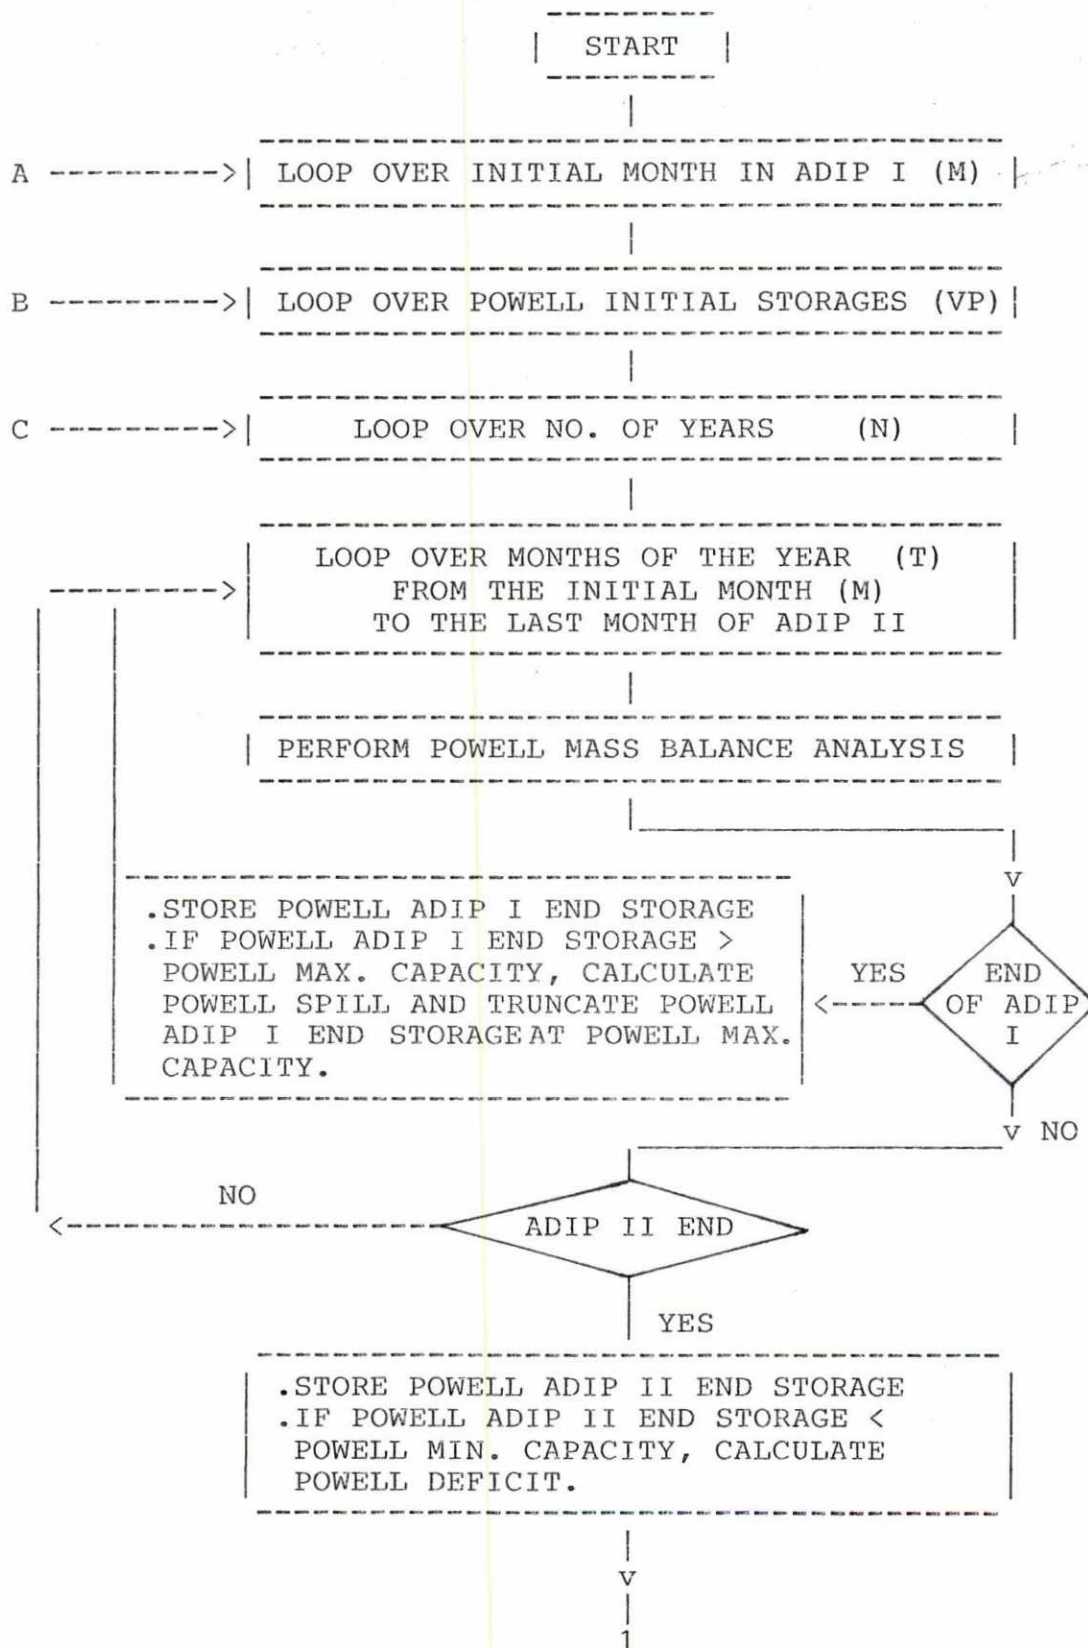 START
A LOOP OVER INITIAL MONTH IN ADIP I (M)
B LOOP OVER POWELL INITIAL STORAGES (VP)
C LOOP OVER NO. OF YEARS (N)
LOOP OVER MONTHS OF THE YEAR (T)
FROM THE INITIAL MONTH (M)
TO THE LAST MONTH OF ADIP II
PERFORM POWELL MASS BALANCE ANALYSIS
v
.STORE POWELL ADIP I END STORAGE
.IF POWELL ADIP I END STORAGE >
POWELL MAX. CAPACITY, CALCULATE
POWELL SPILL AND TRUNCATE POWELL
ADIP I END STORAGE AT POWELL MAX.
CAPACITY.
YES
END
OF ADIP
I
v NO
NO
ADIP II END
YES
.STORE POWELL ADIP II END STORAGE
.IF POWELL ADIP II END STORAGE <
POWELL MIN. CAPACITY, CALCULATE
POWELL DEFICIT.
v
1